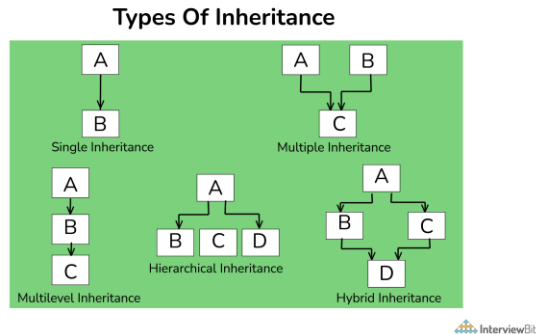 Types Of Inheritance
A
B
Single Inheritance
A
B
C
Multiple Inheritance
A
B
C
Multilevel Inheritance
A
B
C
D
Hierarchical Inheritance
A
B
C
D
Hybrid Inheritance
InterviewBit